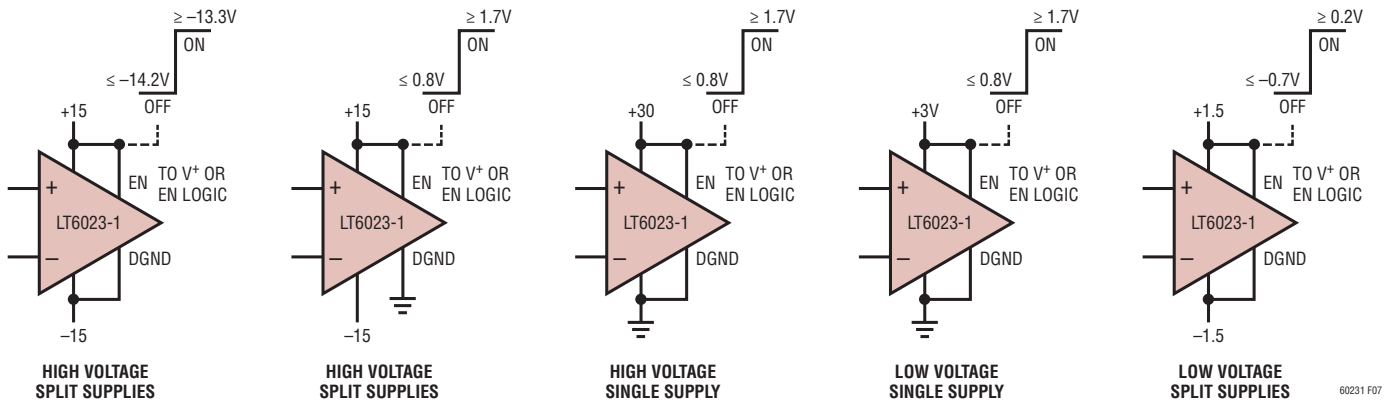 ≥ –13.3V
ON
≤ –14.2V
OFF
+15
+
–
LT6023-1
EN
TO V⁺ OR
EN LOGIC
DGND
–15
HIGH VOLTAGE
SPLIT SUPPLIES
≥ 1.7V
ON
≤ 0.8V
OFF
+15
+
–
LT6023-1
EN
TO V⁺ OR
EN LOGIC
DGND
–15
HIGH VOLTAGE
SPLIT SUPPLIES
≥ 1.7V
ON
≤ 0.8V
OFF
+30
+
–
LT6023-1
EN
TO V⁺ OR
EN LOGIC
DGND
HIGH VOLTAGE
SINGLE SUPPLY
≥ 1.7V
ON
≤ 0.8V
OFF
+3V
+
–
LT6023-1
EN
TO V⁺ OR
EN LOGIC
DGND
LOW VOLTAGE
SINGLE SUPPLY
≥ 0.2V
ON
≤ –0.7V
OFF
+1.5
+
–
LT6023-1
EN
TO V⁺ OR
EN LOGIC
DGND
–1.5
LOW VOLTAGE
SPLIT SUPPLIES
60231 F07